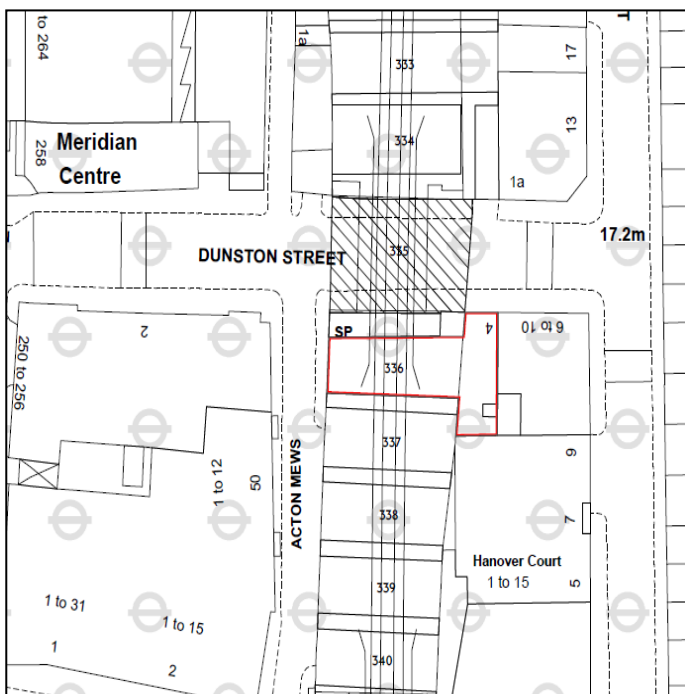 to 264
1a
333
17
T
258
Meridian
Centre
334
13
1a
DUNSTON STREET
335
17.2m
2
SP
4
6 to 10
250 to 256
336
337
9
1 to 12
50
ACTON MEWS
338
7
Hanover Court
1 to 15
339
5
1 to 31
1 to 15
1
2
340